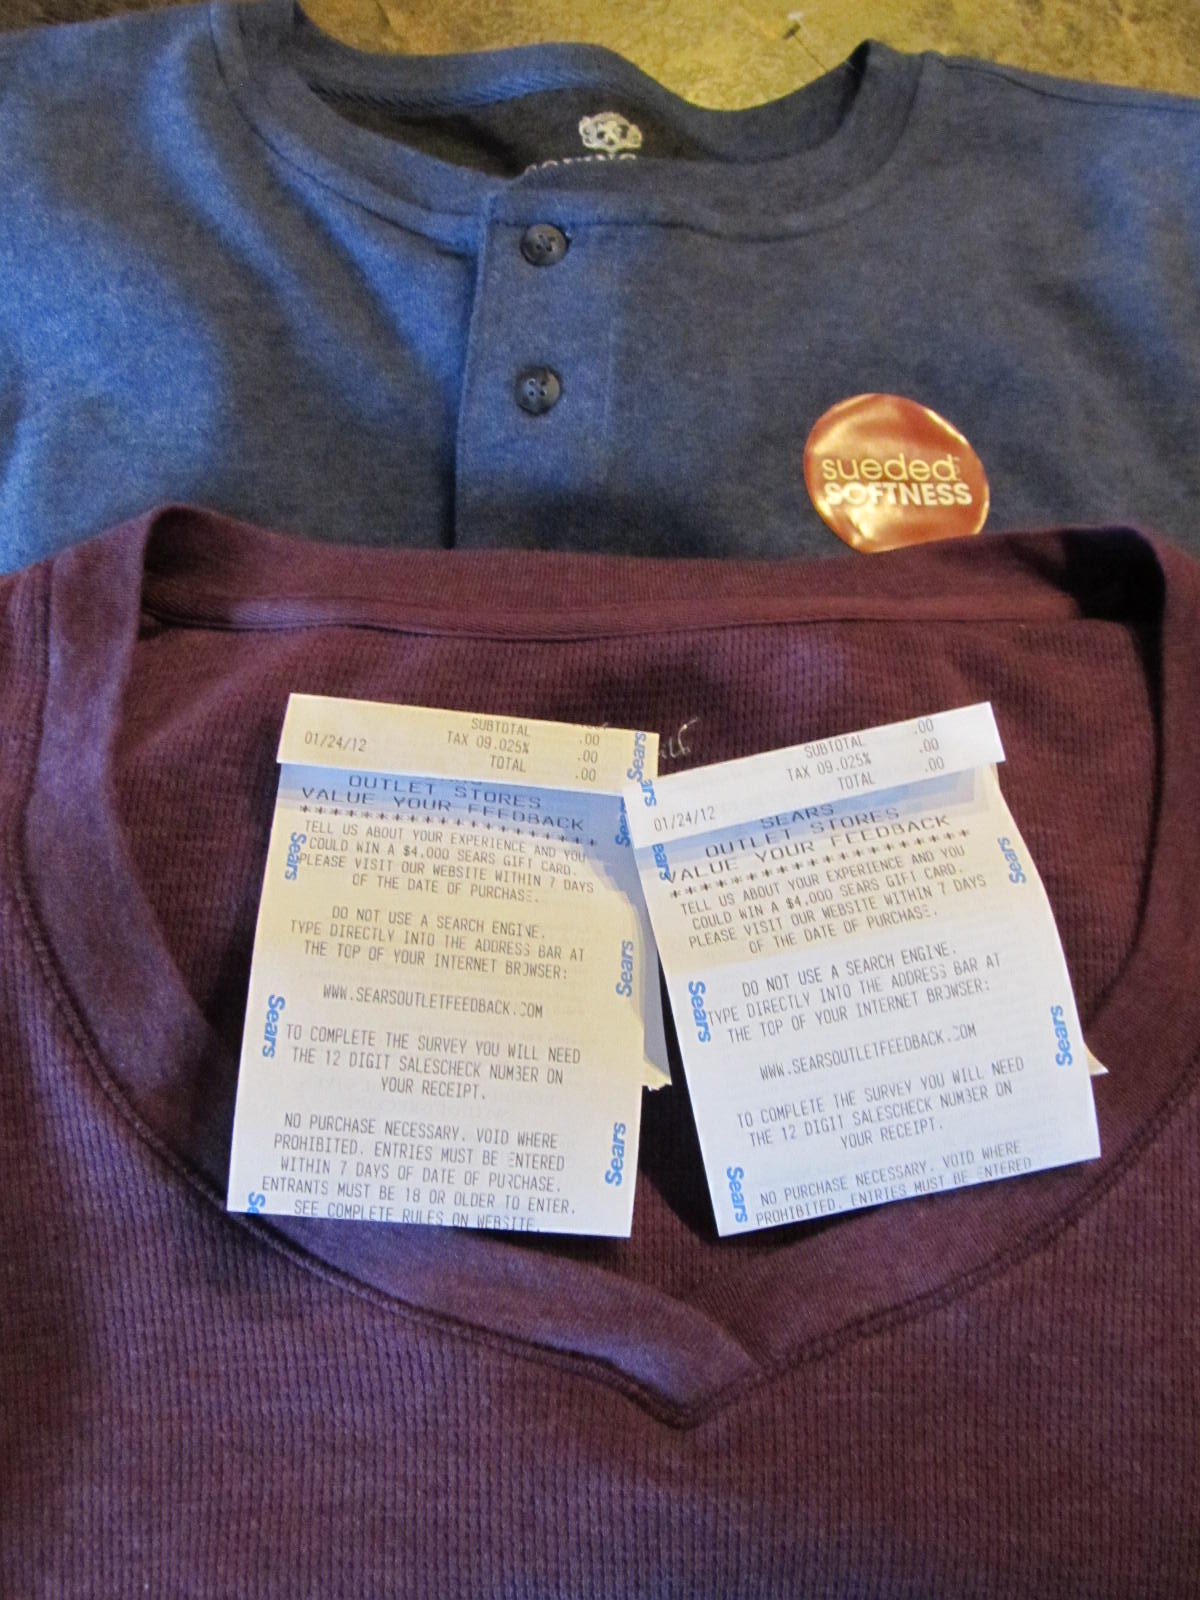 sueded
SOFTNESS
SUBTOTAL .00
01/24/12 TAX 09.025% .00
TOTAL .00
OUTLET STORES
VALUE YOUR FEEDBACK
********************
TELL US ABOUT YOUR EXPERIENCE AND YOU
COULD WIN A $4,000 SEARS GIFT CARD.
PLEASE VISIT OUR WEBSITE WITHIN 7 DAYS
OF THE DATE OF PURCHASE.
DO NOT USE A SEARCH ENGINE.
TYPE DIRECTLY INTO THE ADDRESS BAR AT
THE TOP OF YOUR INTERNET BROWSER:
WWW.SEARSOUTLETFEEDBACK.COM
TO COMPLETE THE SURVEY YOU WILL NEED
THE 12 DIGIT SALESCHECK NUMBER ON
YOUR RECEIPT.
NO PURCHASE NECESSARY. VOID WHERE
PROHIBITED. ENTRIES MUST BE ENTERED
WITHIN 7 DAYS OF DATE OF PURCHASE.
ENTRANTS MUST BE 18 OR OLDER TO ENTER.
SEE COMPLETE RULES ON WEBSITE.
Sears
Sears
Sears
Sears
Sears
SUBTOTAL .00
TAX 09.025% .00
01/24/12 TOTAL .00
SEARS
OUTLET STORES
VALUE YOUR FEEDBACK
********************
TELL US ABOUT YOUR EXPERIENCE AND YOU
COULD WIN A $4,000 SEARS GIFT CARD.
PLEASE VISIT OUR WEBSITE WITHIN 7 DAYS
OF THE DATE OF PURCHASE.
DO NOT USE A SEARCH ENGINE.
TYPE DIRECTLY INTO THE ADDRESS BAR AT
THE TOP OF YOUR INTERNET BROWSER:
WWW.SEARSOUTLETFEEDBACK.COM
TO COMPLETE THE SURVEY YOU WILL NEED
THE 12 DIGIT SALESCHECK NUMBER ON
YOUR RECEIPT.
NO PURCHASE NECESSARY. VOID WHERE
PROHIBITED. ENTRIES MUST BE ENTERED
Sears
Sears
Sears
Sears